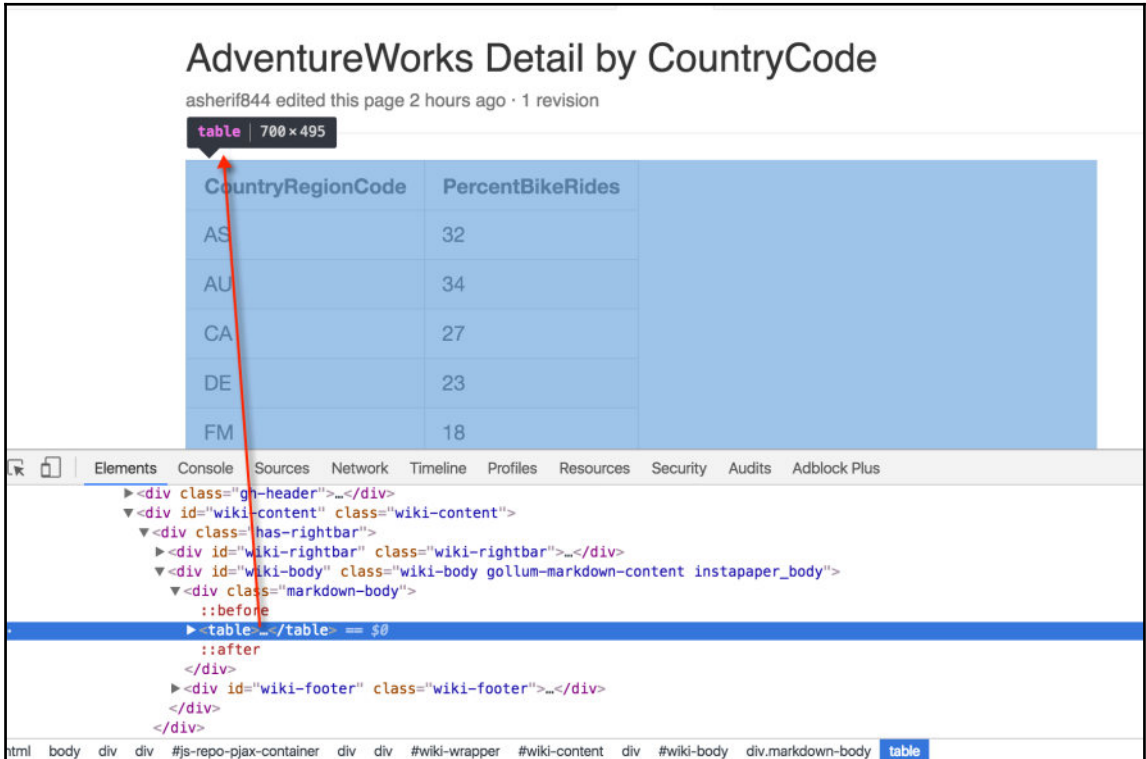 AdventureWorks Detail by CountryCode
asherif844 edited this page 2 hours ago · 1 revision
table | 700×495
CountryRegionCode PercentBikeRides
AS 32
AU 34
CA 27
DE 23
FM 18
Elements Console Sources Network Timeline Profiles Resources Security Audits Adblock Plus
▶<div class="gh-header">…</div>
▼<div id="wiki-content" class="wiki-content">
▼<div class="has-rightbar">
▶<div id="wiki-rightbar" class="wiki-rightbar">…</div>
▼<div id="wiki-body" class="wiki-body gollum-markdown-content instapaper_body">
▼<div class="markdown-body">
::before
▶<table>…</table> == $0
::after
</div>
▶<div id="wiki-footer" class="wiki-footer">…</div>
</div>
</div>
html body div div #js-repo-pjax-container div div #wiki-wrapper #wiki-content div #wiki-body div.markdown-body table